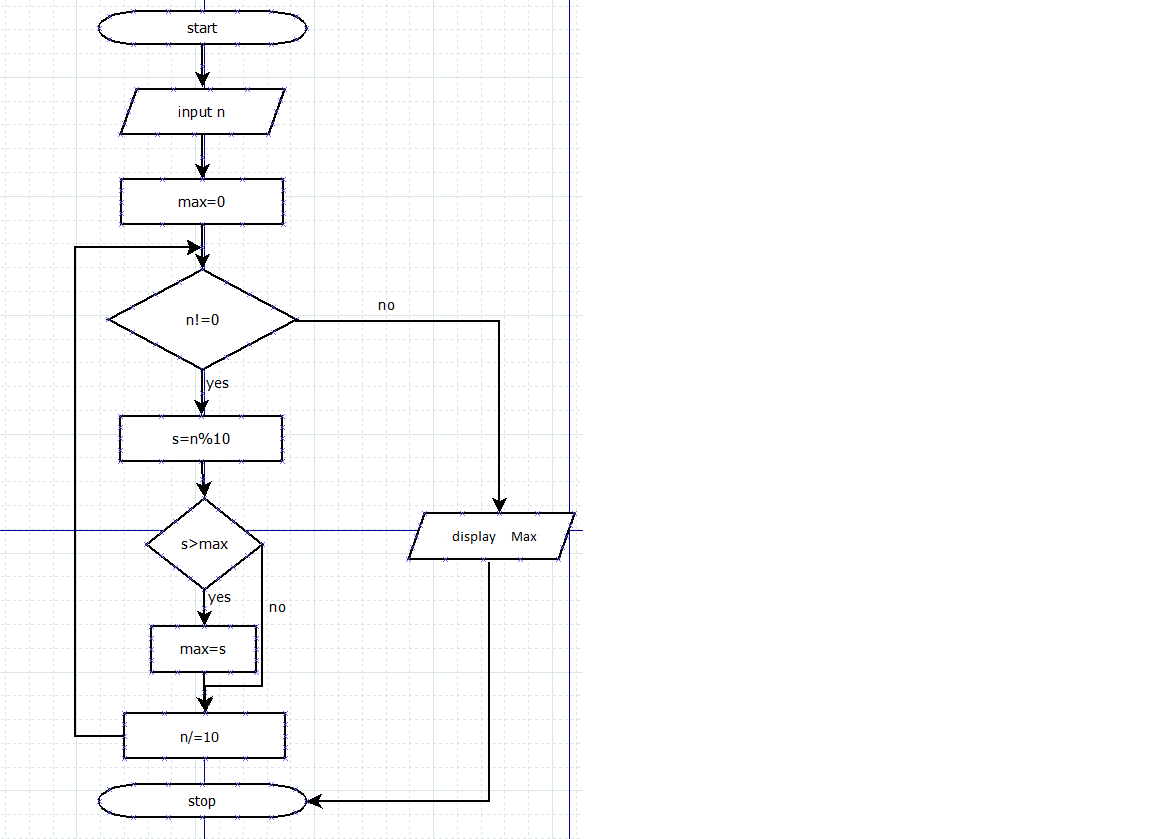 start
input n
max=0
n!=0
no
yes
s=n%10
s>max
display Max
yes
no
max=s
n/=10
stop